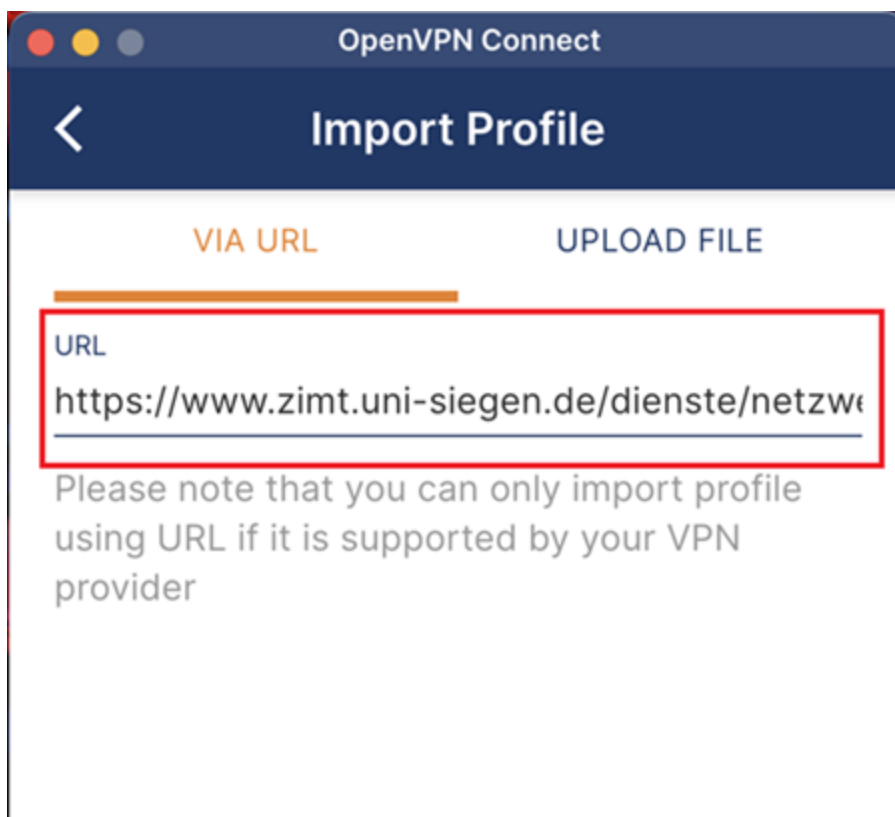 OpenVPN Connect
Import Profile
VIA URL
UPLOAD FILE
URL
https://www.zimt.uni-siegen.de/dienste/netzwe
Please note that you can only import profile
using URL if it is supported by your VPN
provider